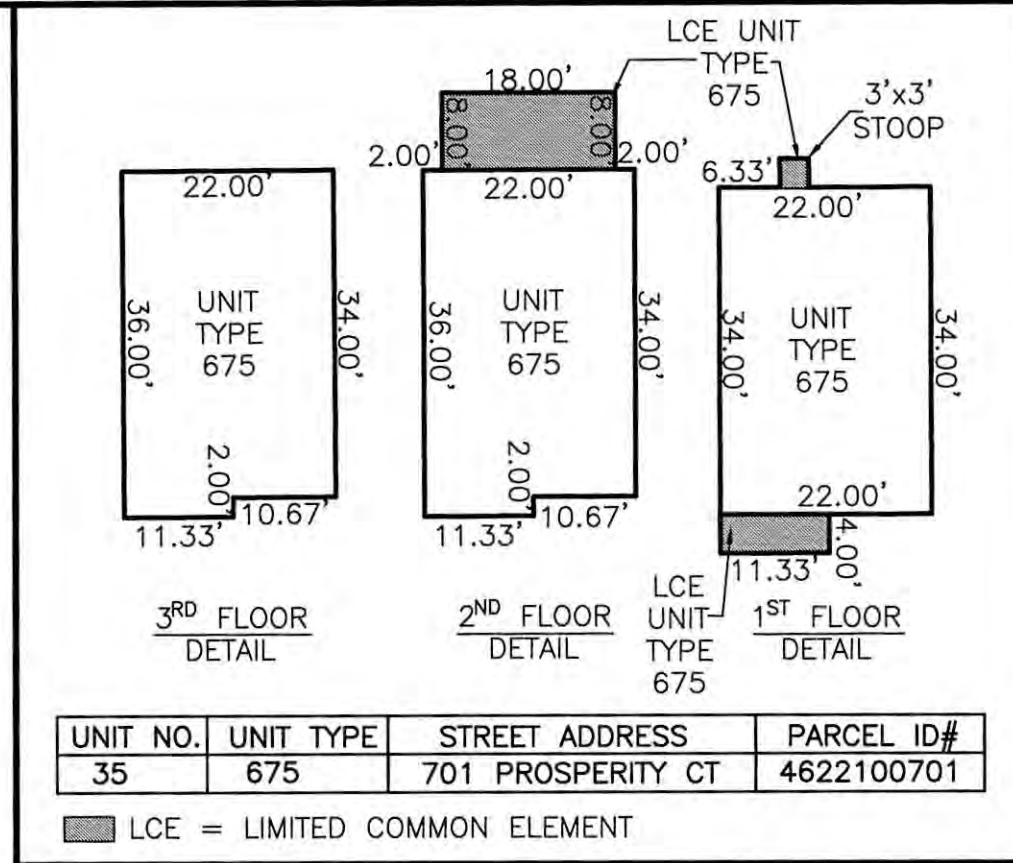 LCE UNIT
TYPE
675
3'x3'
STOOP
18.00'
8.00'
8.00'
2.00'
2.00'
22.00'
22.00'
6.33'
22.00'
36.00'
UNIT
TYPE
675
34.00'
36.00'
UNIT
TYPE
675
34.00'
34.00'
UNIT
TYPE
675
34.00'
2.00'
11.33'
10.67'
2.00'
11.33'
10.67'
22.00'
11.33'
4.00'
LCE
UNIT
TYPE
675
3RD FLOOR
DETAIL
2ND FLOOR
DETAIL
1ST FLOOR
DETAIL
UNIT NO. UNIT TYPE STREET ADDRESS PARCEL ID#
35 675 701 PROSPERITY CT 4622100701
LCE = LIMITED COMMON ELEMENT